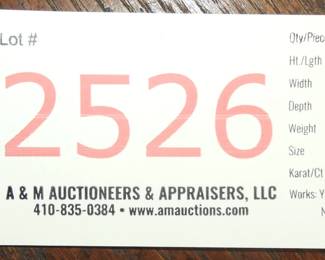 Lot #
2526
A & M AUCTIONEERS & APPRAISERS, LLC
410-835-0384 • www.amauctions.com
Qty/Piec
Ht./Lgth
Width
Depth
Weight
Size
Karat/Ct
Works: Y
N